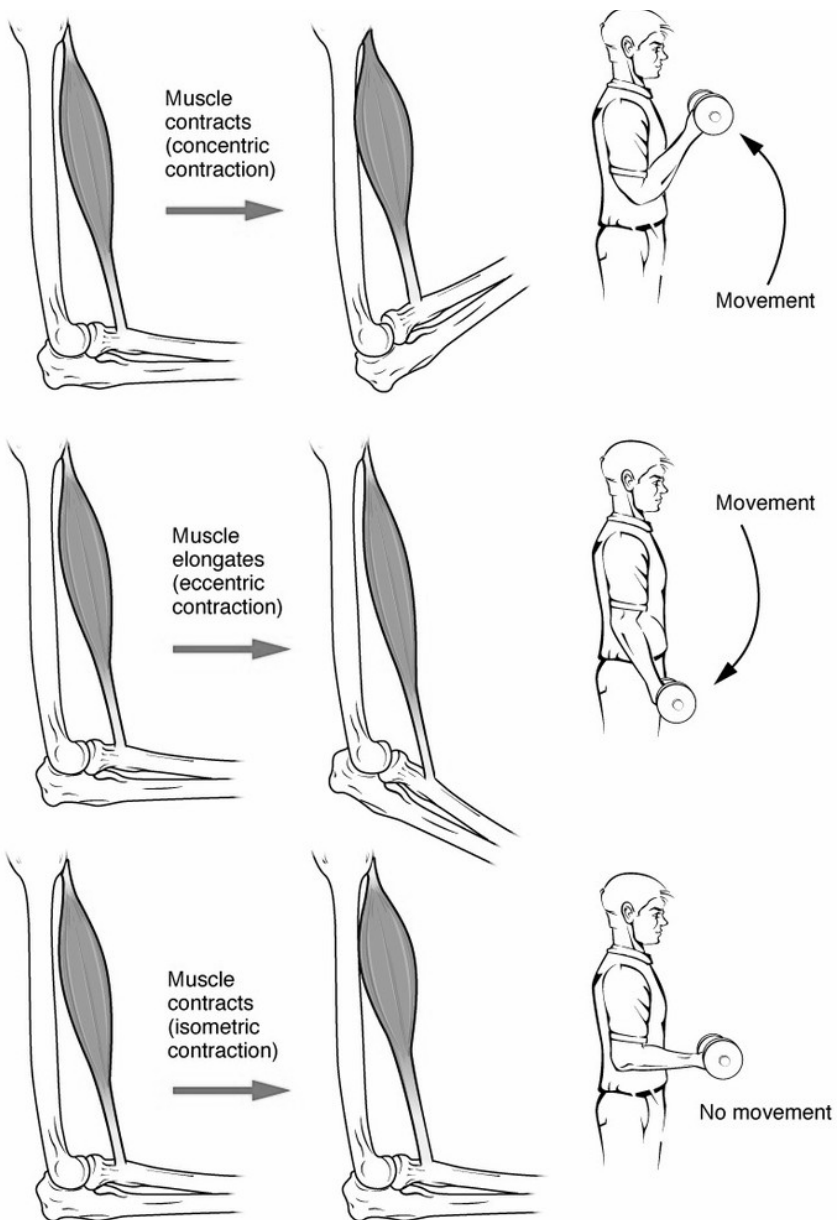 Muscle
contracts
(concentric
contraction)
Movement
Muscle
elongates
(eccentric
contraction)
Movement
Muscle
contracts
(isometric
contraction)
No movement